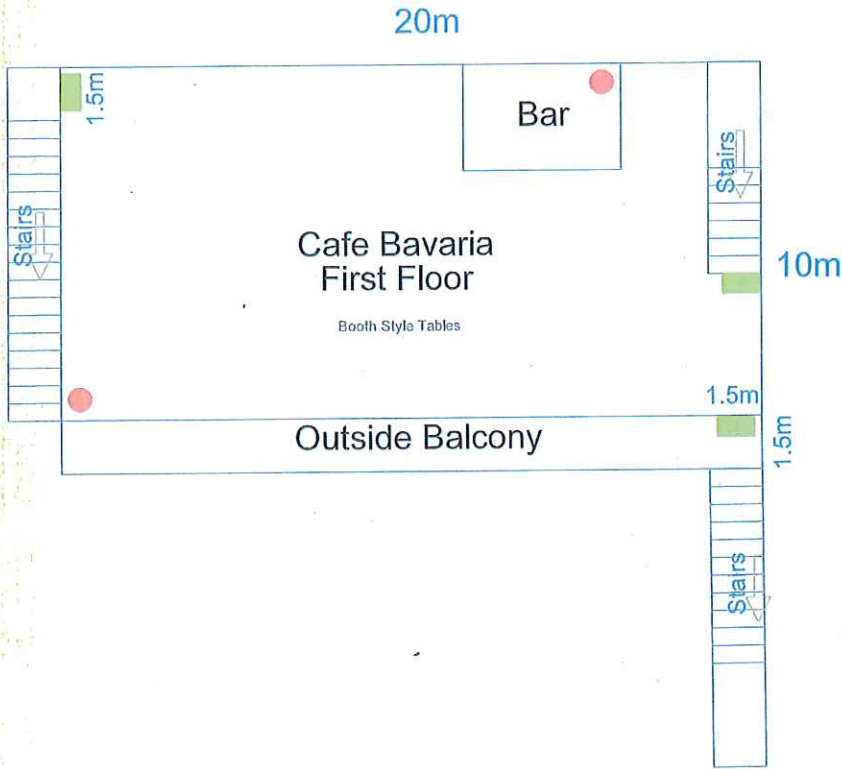 20m
1.5m
Bar
Stairs
Stairs
Cafe Bavaria
First Floor
10m
Booth Style Tables
1.5m
Outside Balcony
1.5m
Stairs